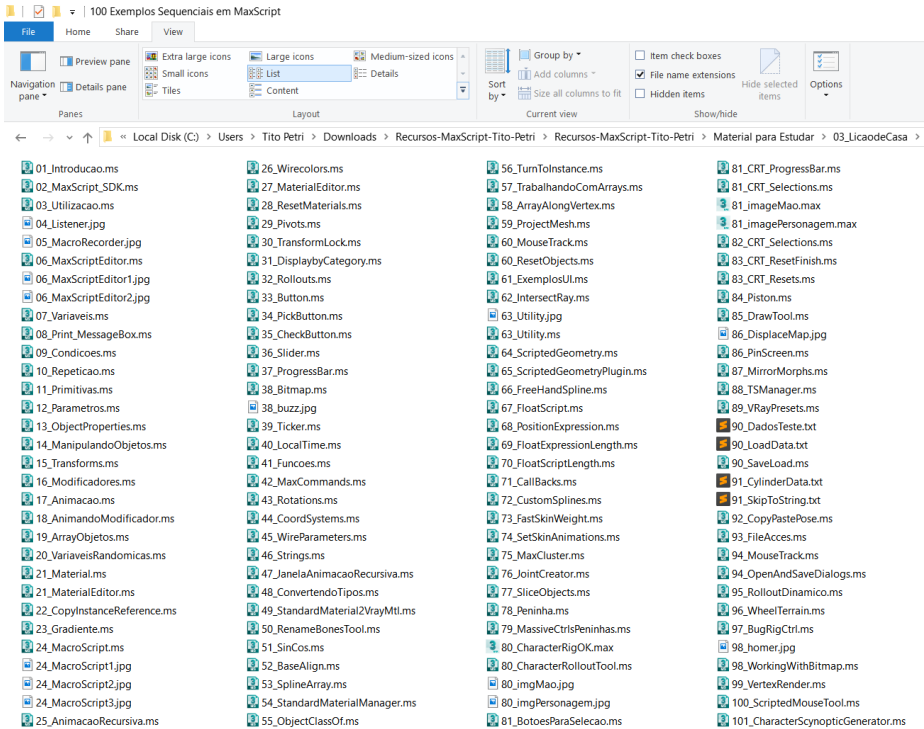 100 Exemplos Sequenciais em MaxScript
File
Home
Share
View
Navigation pane
Preview pane
Details pane
Panes
Extra large icons
Large icons
Medium-sized icons
Small icons
List
Details
Tiles
Content
Layout
Sort by
Group by
Add columns
Size all columns to fit
Current view
Item check boxes
File name extensions
Hidden items
Hide selected items
Show/hide
Options
« Local Disk (C:) > Users > Tito Petri > Downloads > Recursos-MaxScript-Tito-Petri > Recursos-MaxScript-Tito-Petri > Material para Estudar > 03_LicaodeCasa >
01_Introducao.ms
02_MaxScript_SDK.ms
03_Utilizacao.ms
04_Listener.jpg
05_MacroRecorder.jpg
06_MaxScriptEditor.ms
06_MaxScriptEditor1.jpg
06_MaxScriptEditor2.jpg
07_Variaveis.ms
08_Print_MessageBox.ms
09_Condicoes.ms
10_Repeticao.ms
11_Primitivas.ms
12_Parametros.ms
13_ObjectProperties.ms
14_ManipulandoObjetos.ms
15_Transforms.ms
16_Modificadores.ms
17_Animacao.ms
18_AnimandoModificador.ms
19_ArrayObjetos.ms
20_VariaveisRandomicas.ms
21_Material.ms
21_MaterialEditor.ms
22_CopyInstanceReference.ms
23_Gradiente.ms
24_MacroScript.ms
24_MacroScript1.jpg
24_MacroScript2.jpg
24_MacroScript3.jpg
25_AnimacaoRecursiva.ms
26_Wirecolors.ms
27_MaterialEditor.ms
28_ResetMaterials.ms
29_Pivots.ms
30_TransformLock.ms
31_DisplaybyCategory.ms
32_Rollouts.ms
33_Button.ms
34_PickButton.ms
35_CheckButton.ms
36_Slider.ms
37_ProgressBar.ms
38_Bitmap.ms
38_buzz.jpg
39_Ticker.ms
40_LocalTime.ms
41_Funcoes.ms
42_MaxCommands.ms
43_Rotations.ms
44_CoordSystems.ms
45_WireParameters.ms
46_Strings.ms
47_JanelaAnimacaoRecursiva.ms
48_ConvertendoTipos.ms
49_StandardMaterial2VrayMtl.ms
50_RenameBonesTool.ms
51_SinCos.ms
52_BaseAlign.ms
53_SplineArray.ms
54_StandardMaterialManager.ms
55_ObjectClassOf.ms
56_TurnToInstance.ms
57_TrabalhandoComArrays.ms
58_ArrayAlongVertex.ms
59_ProjectMesh.ms
60_MouseTrack.ms
60_ResetObjects.ms
61_ExemplosUI.ms
62_IntersectRay.ms
63_Utility.jpg
63_Utility.ms
64_ScriptedGeometry.ms
65_ScriptedGeometryPlugin.ms
66_FreeHandSpline.ms
67_FloatScript.ms
68_PositionExpression.ms
69_FloatExpressionLength.ms
70_FloatScriptLength.ms
71_CallBacks.ms
72_CustomSplines.ms
73_FastSkinWeight.ms
74_SetSkinAnimations.ms
75_MaxCluster.ms
76_JointCreator.ms
77_SliceObjects.ms
78_Peninha.ms
79_MassiveCtrlsPeninhas.ms
80_CharacterRigOK.max
80_CharacterRolloutTool.ms
80_imgMao.jpg
80_imgPersonagem.jpg
81_BotoesParaSelecao.ms
81_CRT_ProgressBar.ms
81_CRT_Selections.ms
81_imageMao.max
81_imagePersonagem.max
82_CRT_Selections.ms
83_CRT_ResetFinish.ms
83_CRT_Resets.ms
84_Piston.ms
85_DrawTool.ms
86_DisplaceMap.jpg
86_PinScreen.ms
87_MirrorMorphs.ms
88_TSManager.ms
89_VRayPresets.ms
90_DadosTeste.txt
90_LoadData.txt
90_SaveLoad.ms
91_CylinderData.txt
91_SkipToString.txt
92_CopyPastePose.ms
93_FileAcces.ms
94_MouseTrack.ms
94_OpenAndSaveDialogs.ms
95_RolloutDinamico.ms
96_WheelTerrain.ms
97_BugRigCtrl.ms
98_homer.jpg
98_WorkingWithBitmap.ms
99_VertexRender.ms
100_ScriptedMouseTool.ms
101_CharacterScynopticGenerator.ms